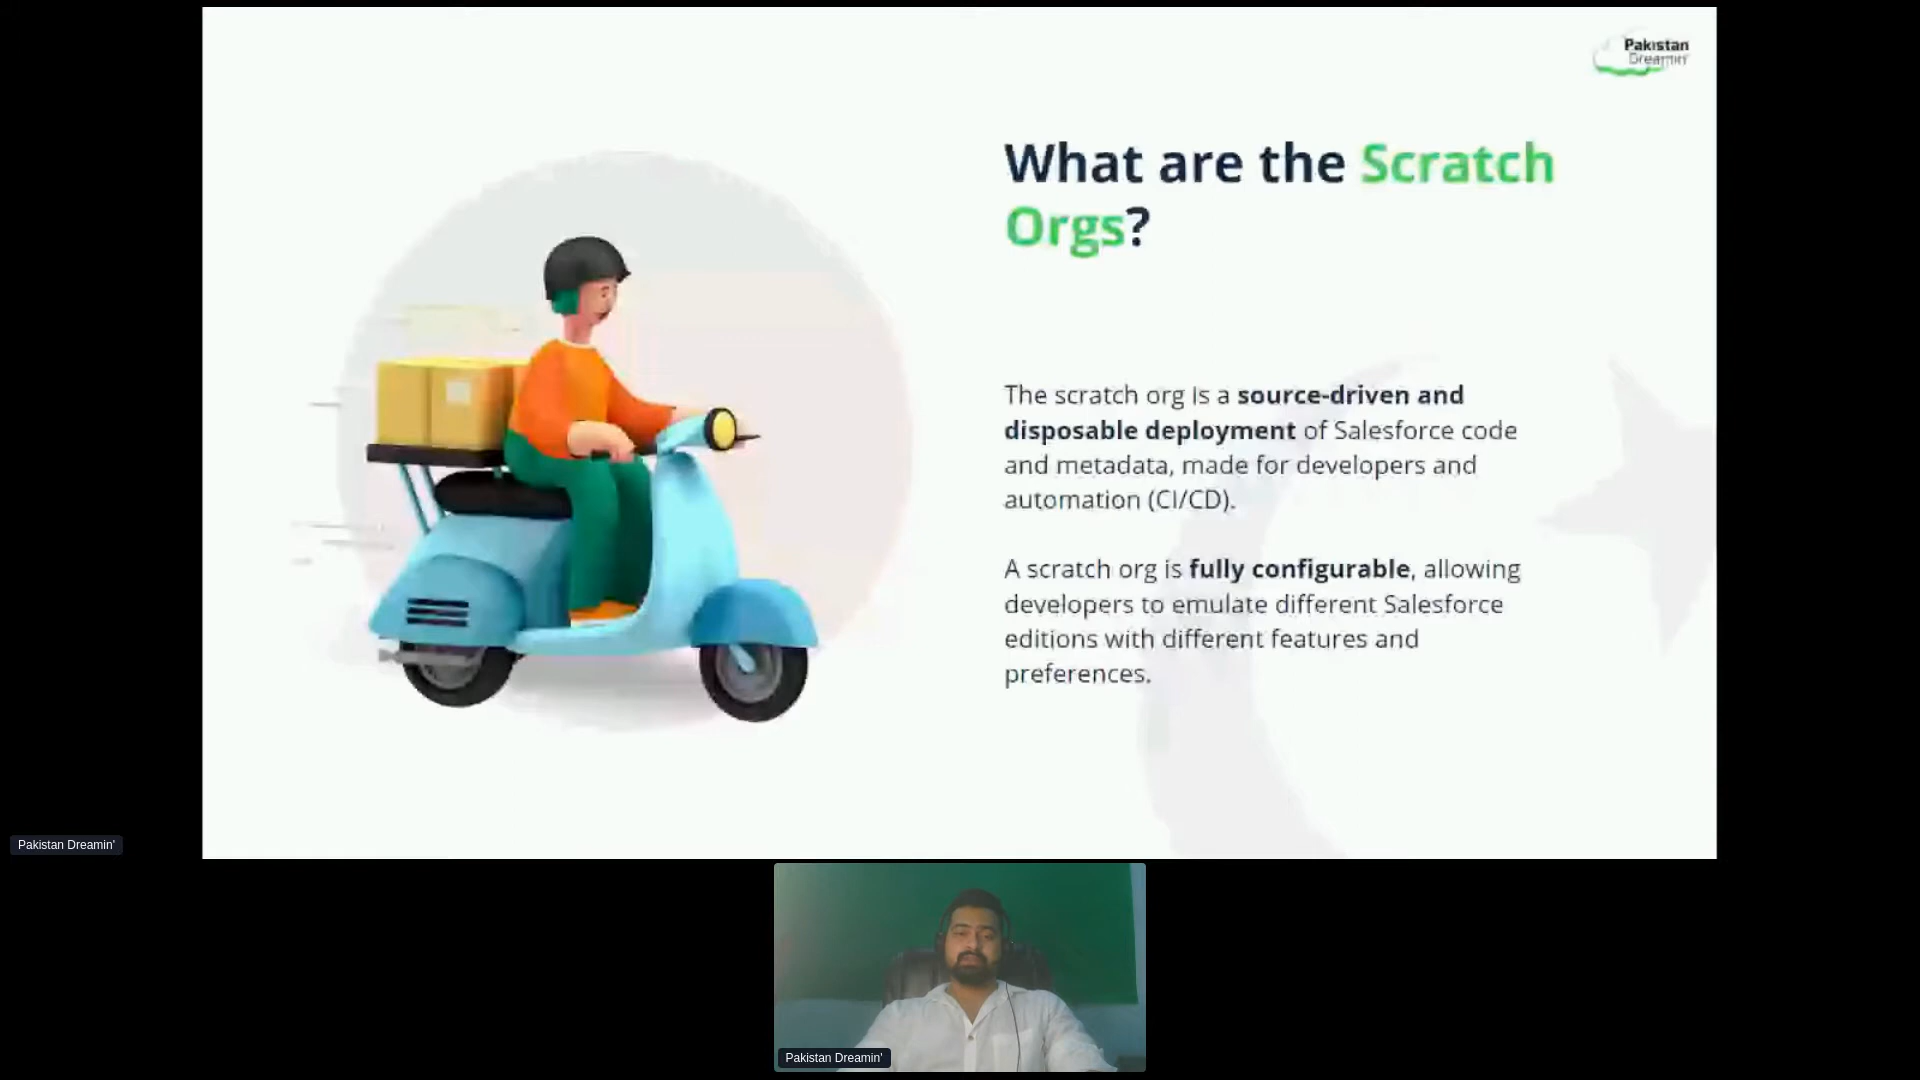 Pakistan
Dreamin'
What are the Scratch
Orgs?
The scratch org is a source-driven and
disposable deployment of Salesforce code
and metadata, made for developers and
automation (CI/CD).
A scratch org is fully configurable, allowing
developers to emulate different Salesforce
editions with different features and
preferences.
Pakistan Dreamin'
Pakistan Dreamin'